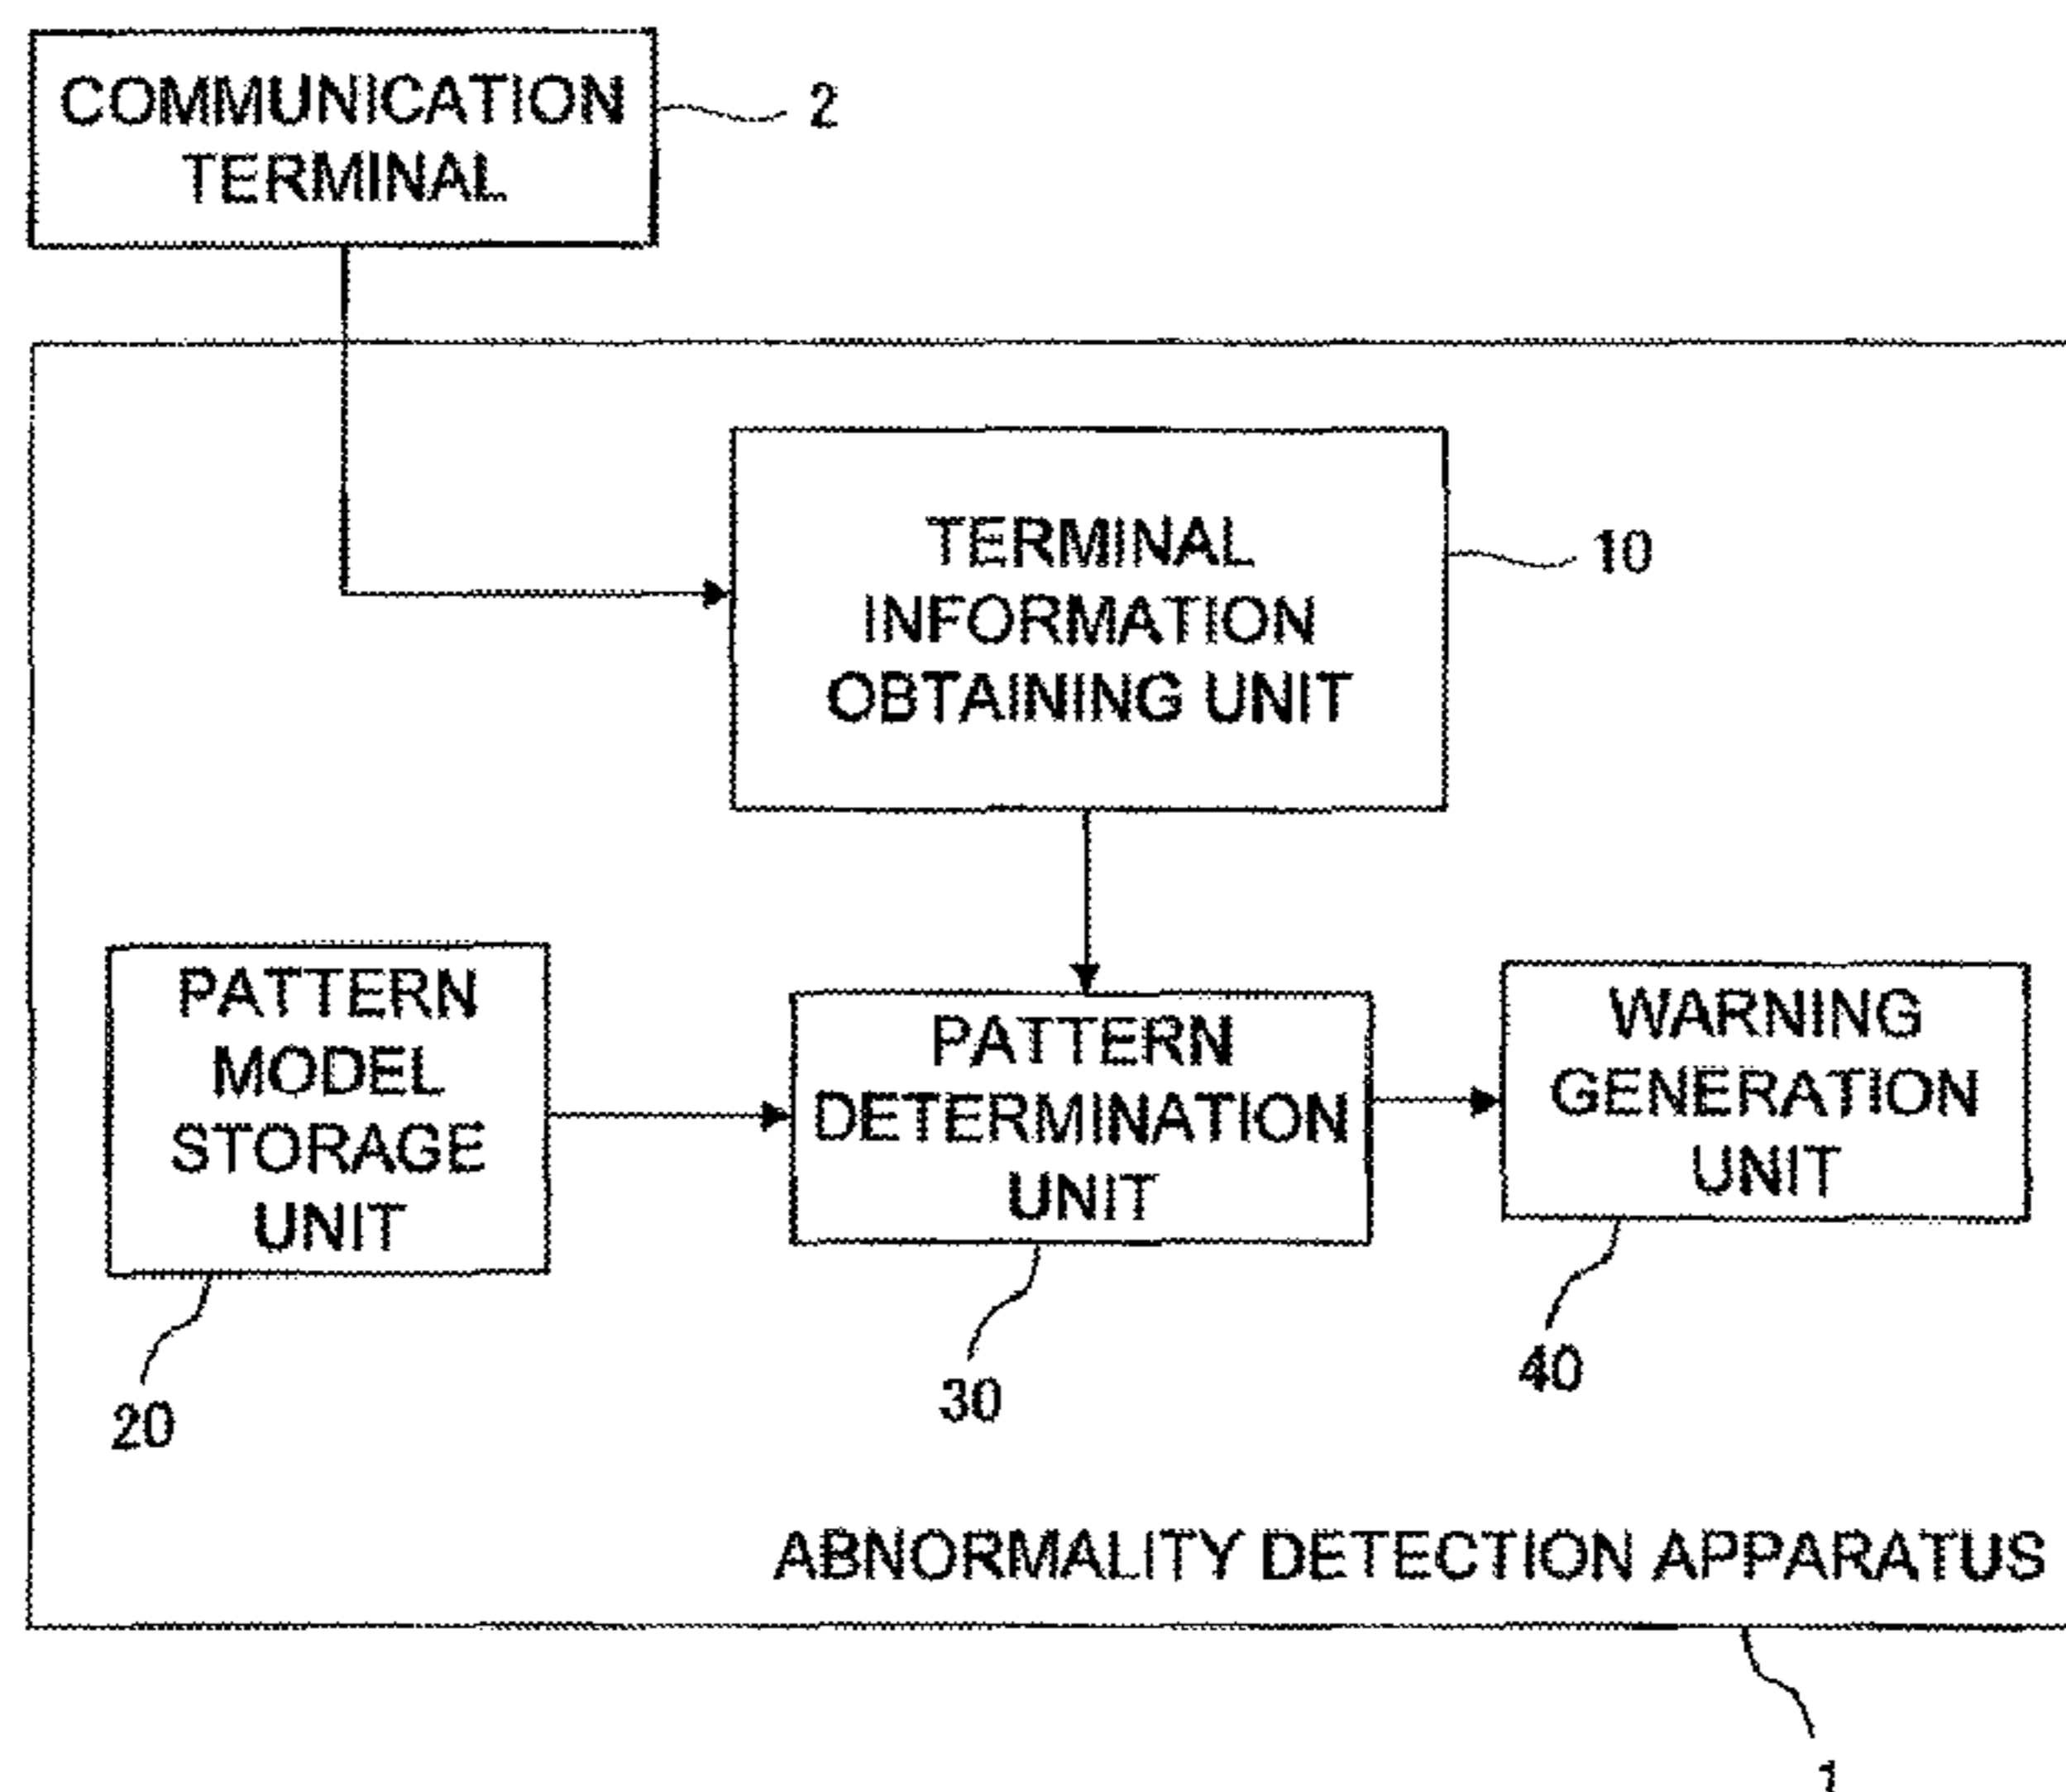 COMMUNICATION
TERMINAL
2
TERMINAL
INFORMATION
OBTAINING UNIT
10
PATTERN
MODEL
STORAGE
UNIT
20
PATTERN
DETERMINATION
UNIT
30
WARNING
GENERATION
UNIT
40
ABNORMALITY DETECTION APPARATUS
1